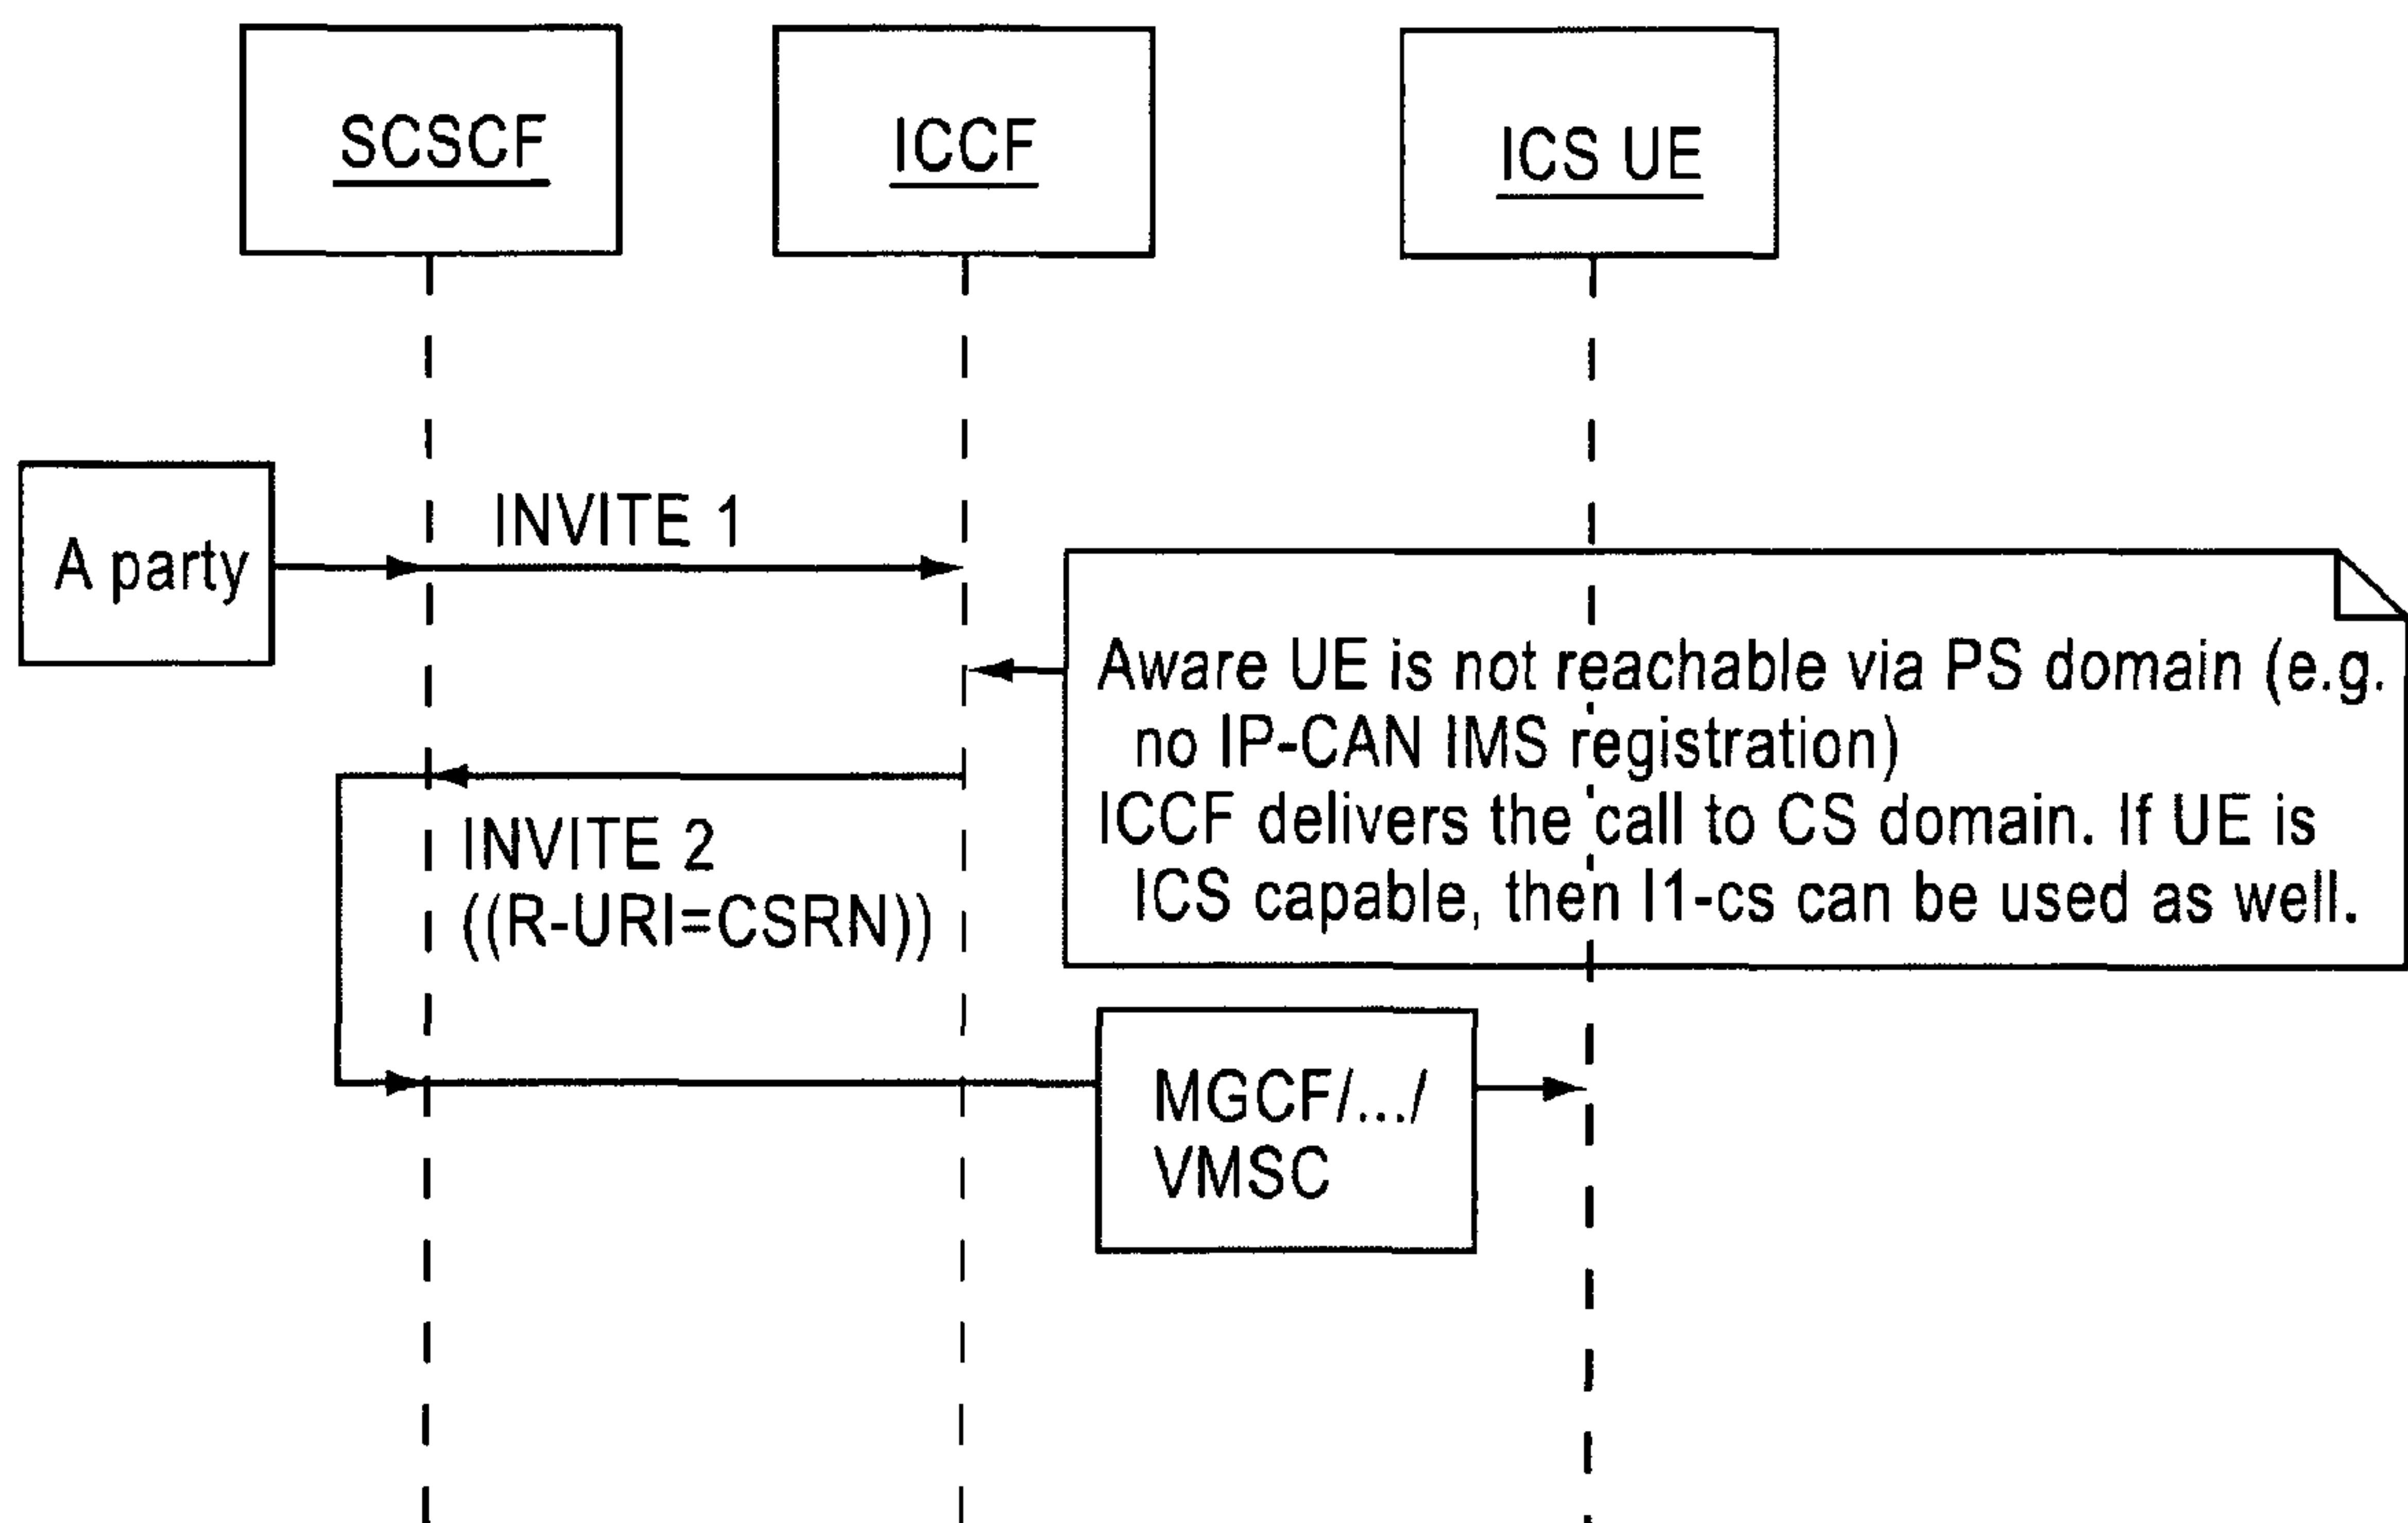 SCSCF
ICCF
ICS UE
A party
INVITE 1
Aware UE is not reachable via PS domain (e.g.
no IP-CAN IMS registration)
ICCF delivers the call to CS domain. If UE is
ICS capable, then I1-cs can be used as well.
INVITE 2
((R-URI=CSRN))
MGCF/.../
VMSC